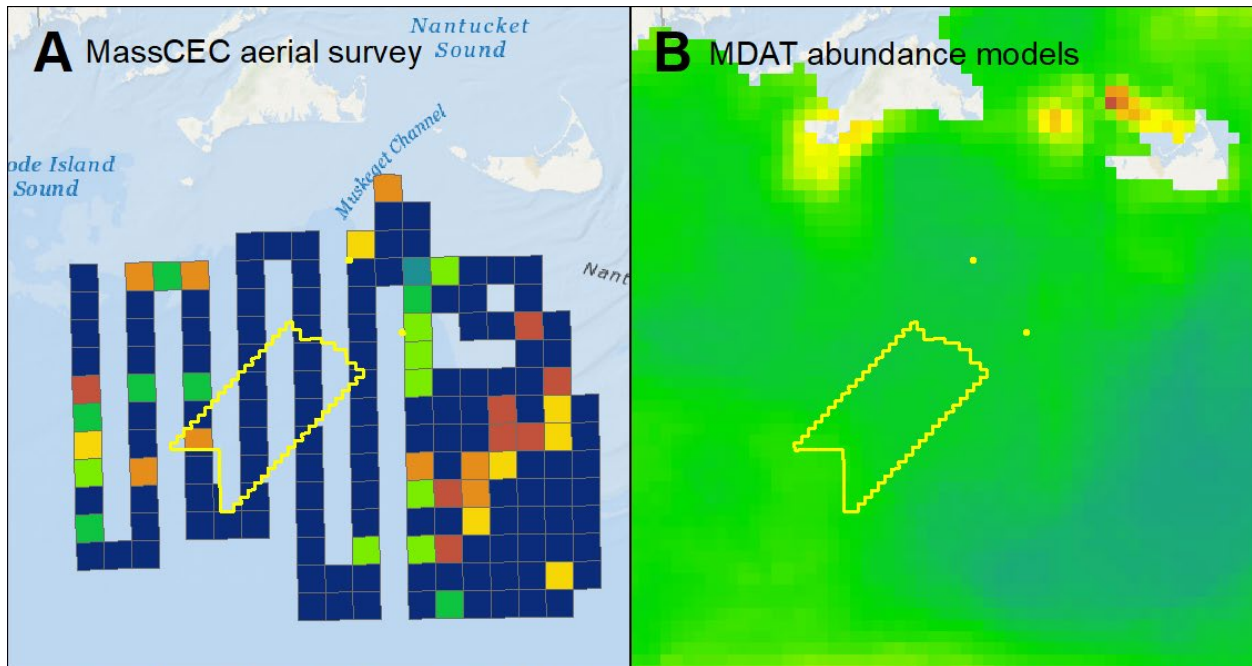 A MassCEC aerial survey
Nantucket
Sound
B MDAT abundance models
Muskeget Channel
ode Island
Sound
Nant